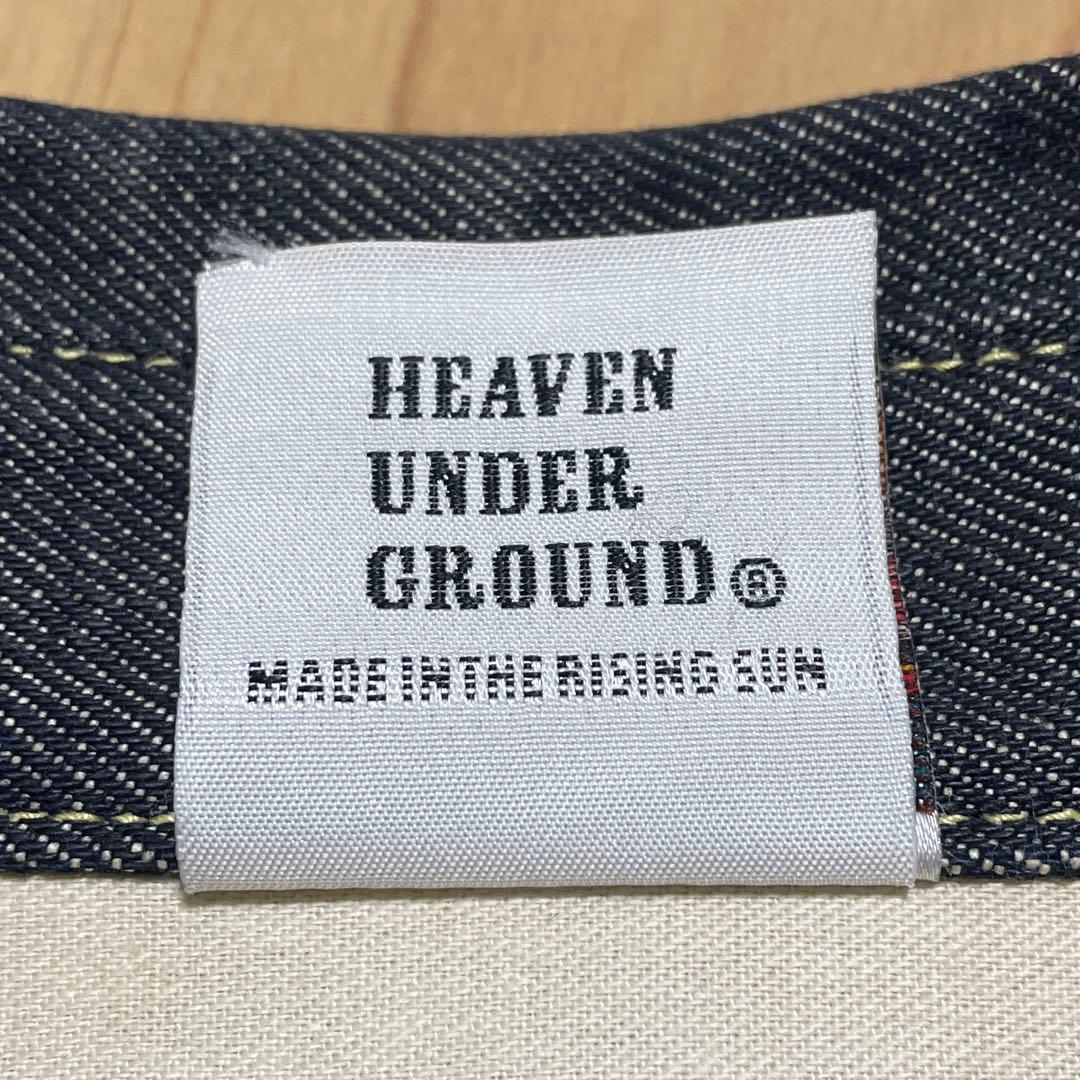 HEAVEN
UNDER
GROUND®
MADE IN THE RISING SUN